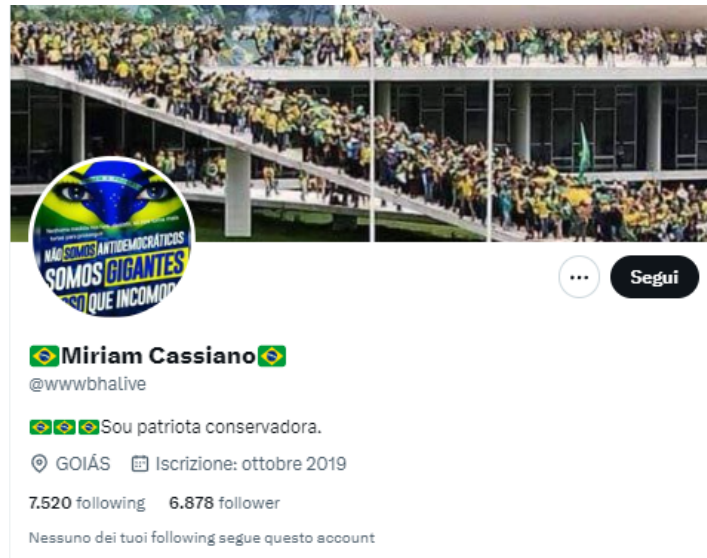 NÃO SOMOS ANTIDEMOCRÁTICOS
SOMOS GIGANTES
QUE
Miriam Cassiano
@wwwbhalive
Sou patriota conservadora.
GOIÁS Iscrizione: ottobre 2019
7.520 following 6.878 follower
Nessuno dei tuoi following segue questo account
... Segui